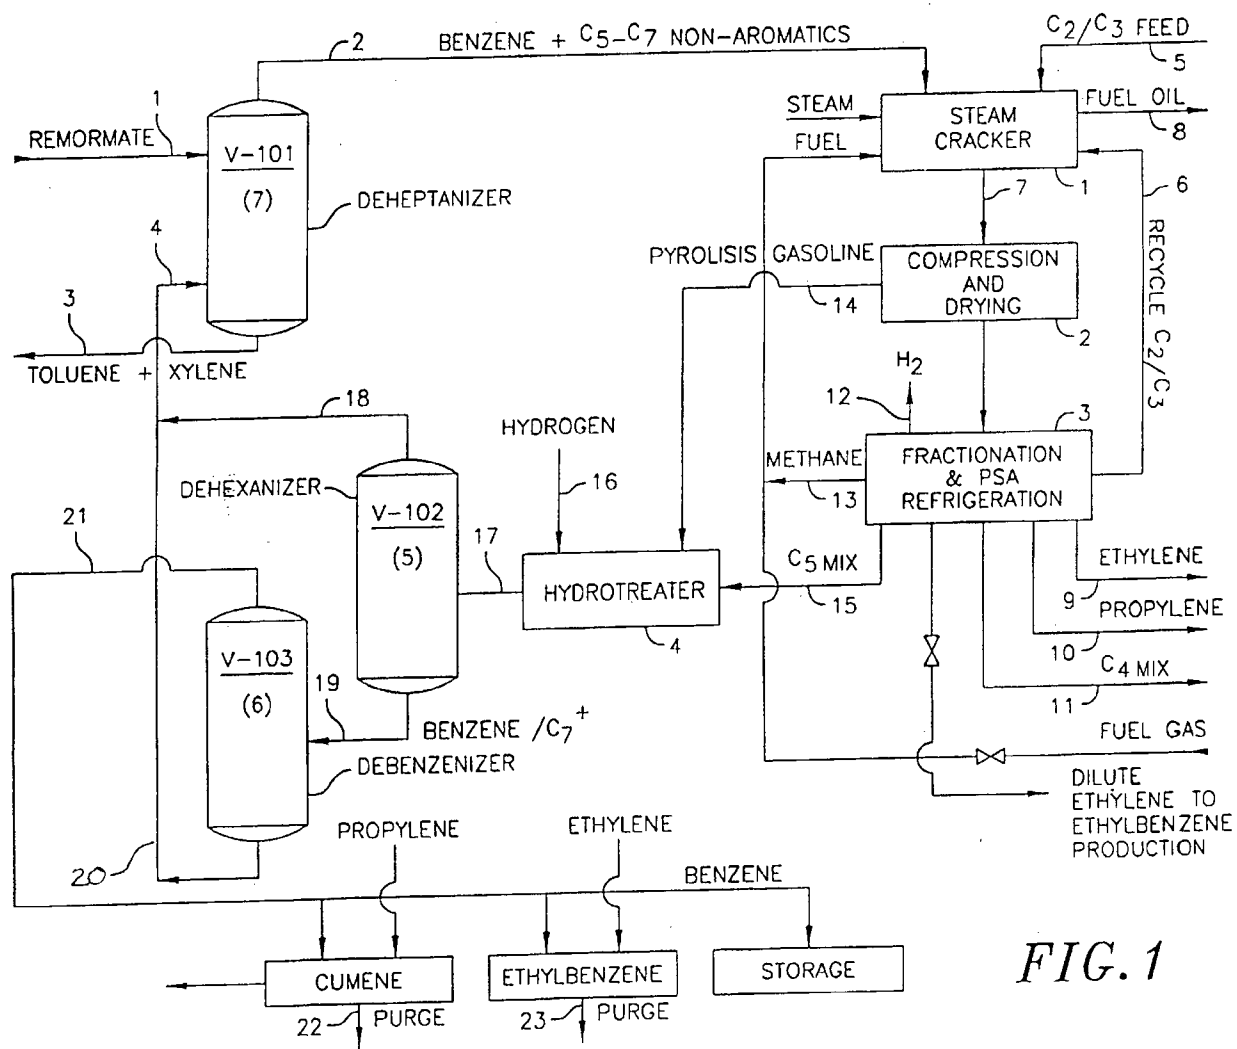 2
BENZENE + C5-C7 NON-AROMATICS
C2/C3 FEED
5
1
REMORMATE
V-101
(7)
DEHEPTANIZER
STEAM
FUEL
STEAM
CRACKER
FUEL OIL
8
7
1
6
RECYCLE C2/C3
4
3
TOLUENE + XYLENE
PYROLISIS GASOLINE
14
COMPRESSION
AND
DRYING
2
H2
12
3
METHANE
13
FRACTIONATION
& PSA
REFRIGERATION
18
HYDROGEN
16
DEHEXANIZER
V-102
(5)
17
21
HYDROTREATER
4
C5 MIX
15
ETHYLENE
9
PROPYLENE
10
C4 MIX
11
FUEL GAS
V-103
(6)
19
BENZENE /C7+
DEBENZENIZER
DILUTE
ETHYLENE TO
ETHYLBENZENE
PRODUCTION
20
PROPYLENE
ETHYLENE
BENZENE
CUMENE
ETHYLBENZENE
STORAGE
22
PURGE
23
PURGE
FIG. 1